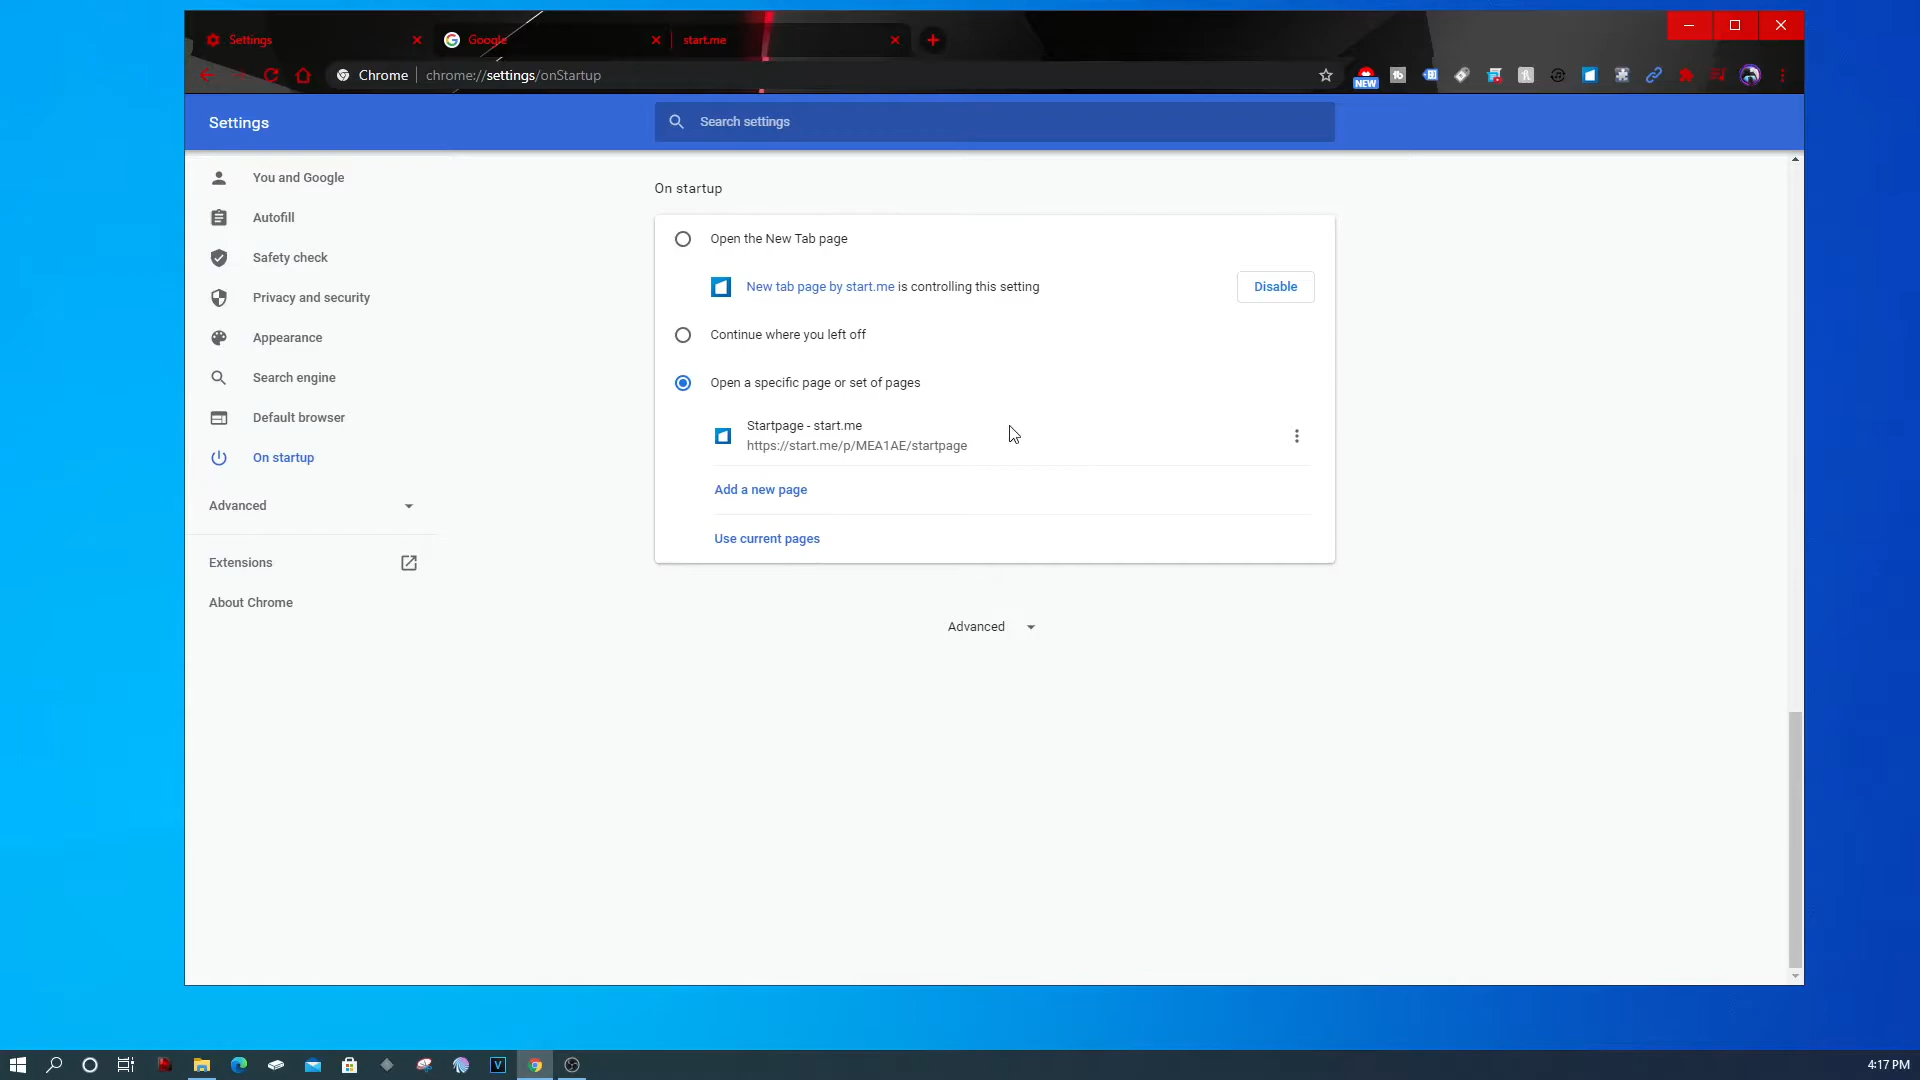 Settings
Google
start.me
Chrome
chrome://settings/onStartup
NEW
Settings
Search settings
You and Google
Autofill
Safety check
Privacy and security
Appearance
Search engine
Default browser
On startup
Advanced
Extensions
About Chrome
On startup
Open the New Tab page
New tab page by start.me is controlling this setting
Disable
Continue where you left off
Open a specific page or set of pages
Startpage - start.me
https://start.me/p/MEA1AE/startpage
Add a new page
Use current pages
Advanced
V
4:17 PM